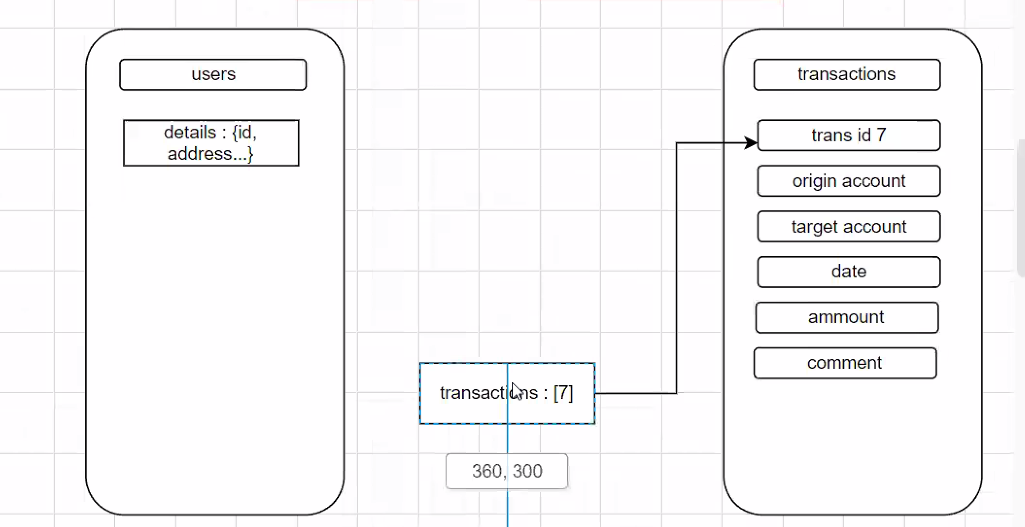 users
details : {id,
address...}
transactions : [7]
360, 300
transactions
trans id 7
origin account
target account
date
ammount
comment